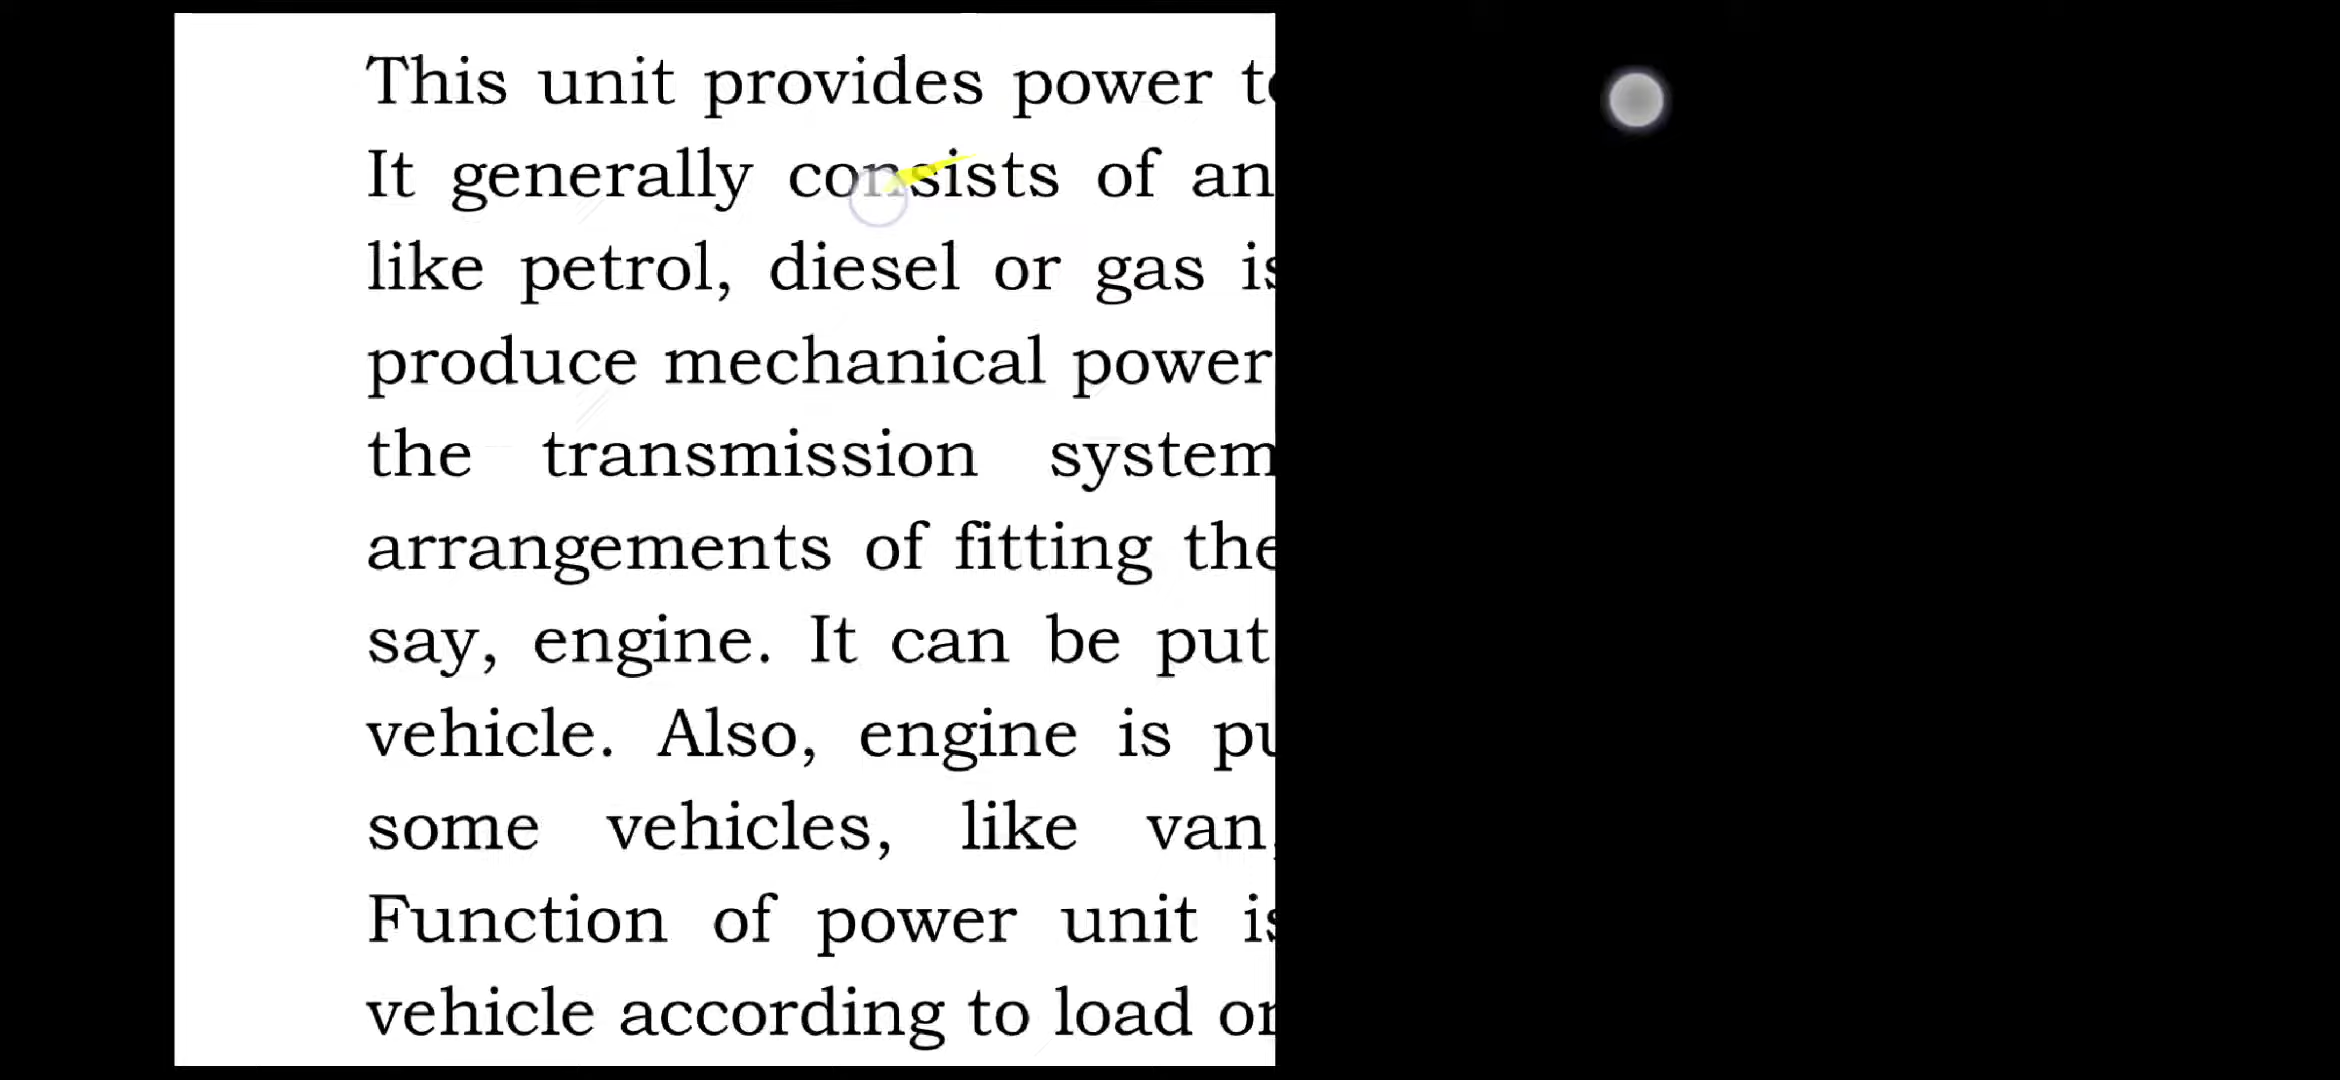 This unit provides power
It generally consists of an
like petrol, diesel or gas
produce mechanical power
the transmission system
arrangements of fitting the
say, engine. It can be put
vehicle. Also, engine is
some vehicles, like van,
Function of power unit
vehicle according to load